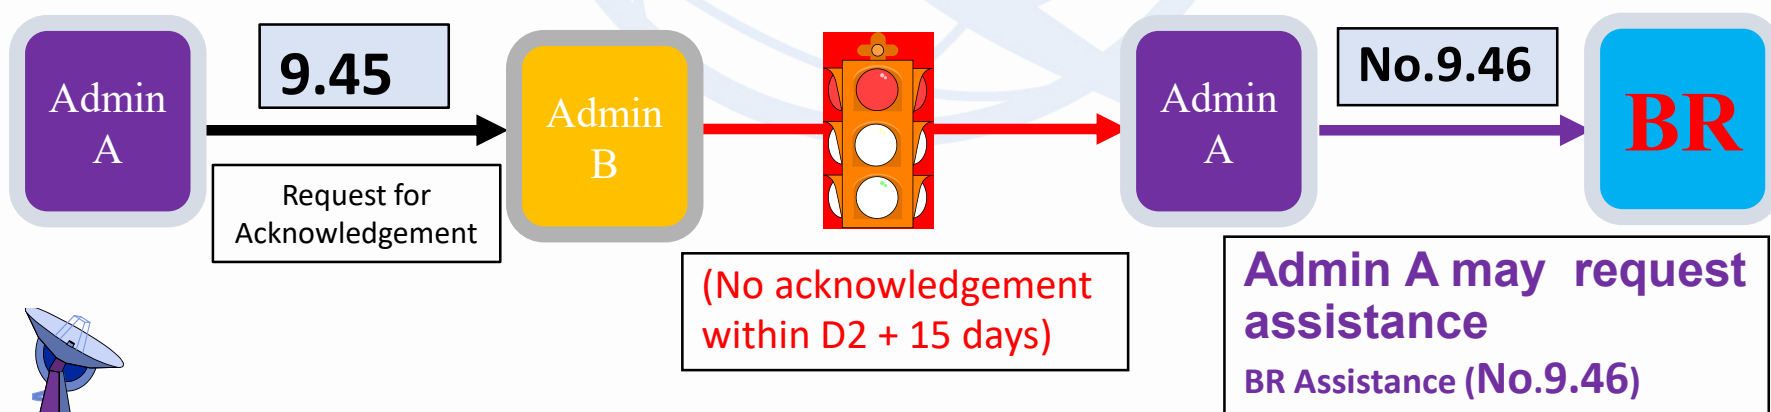 Admin
A
9.45
Request for
Acknowledgement
Admin
B
(No acknowledgement
within D2 + 15 days)
Admin
A
No.9.46
BR
Admin A may request
assistance
BR Assistance (No.9.46)